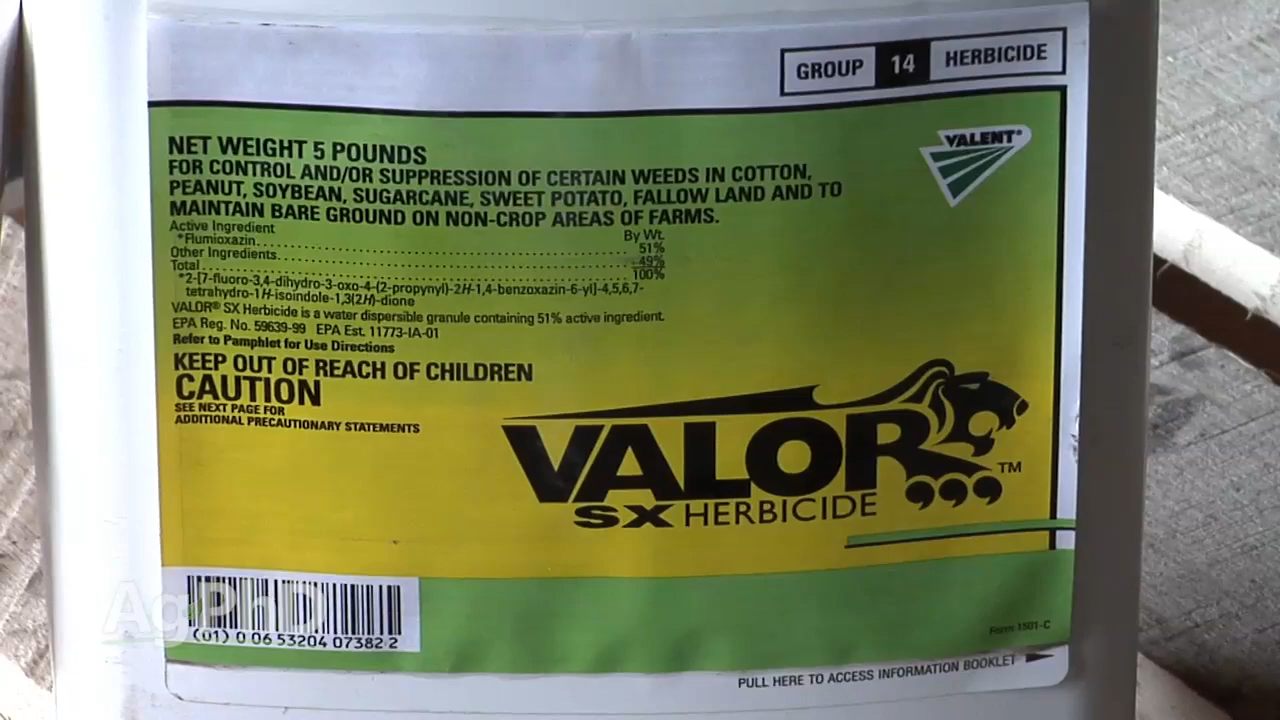 GROUP 14 HERBICIDE
VALENT®
NET WEIGHT 5 POUNDS
FOR CONTROL AND/OR SUPPRESSION OF CERTAIN WEEDS IN COTTON,
PEANUT, SOYBEAN, SUGARCANE, SWEET POTATO, FALLOW LAND AND TO
MAINTAIN BARE GROUND ON NON-CROP AREAS OF FARMS.
Active Ingredient By Wt.
*Flumioxazin 51%
Other Ingredients 49%
Total 100%
*2-[7-fluoro-3,4-dihydro-3-oxo-4-(2-propynyl)-2H-1,4-benzoxazin-6-yl]-4,5,6,7-
tetrahydro-1H-isoindole-1,3(2H)-dione
VALOR® SX Herbicide is a water dispersible granule containing 51% active ingredient.
EPA Reg. No. 59639-99 EPA Est. 11773-IA-01
Refer to Pamphlet for Use Directions
KEEP OUT OF REACH OF CHILDREN
CAUTION
SEE NEXT PAGE FOR
ADDITIONAL PRECAUTIONARY STATEMENTS
VALOR™
SX HERBICIDE
AgPhD
(01) 0 06 53204 07382 2
Form 1501-C
PULL HERE TO ACCESS INFORMATION BOOKLET